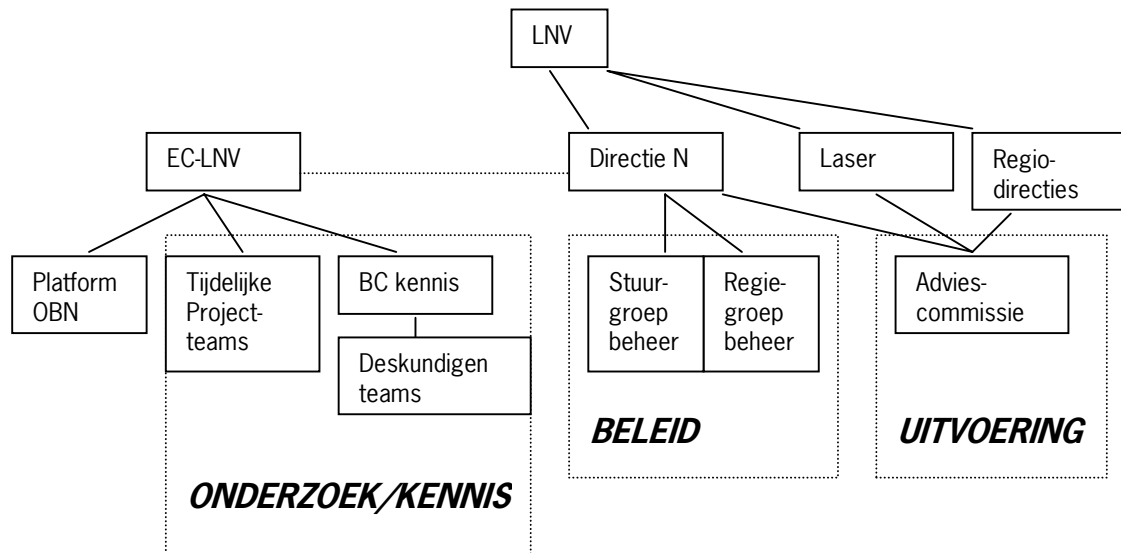 LNV
EC-LNV
Directie N
Laser
Regio-
directies
Platform
OBN
Tijdelijke
Project-
teams
BC kennis
Deskundigen
teams
Stuur-
groep
beheer
Regie-
groep
beheer
Advies-
commissie
BELEID
UITVOERING
ONDERZOEK/KENNIS